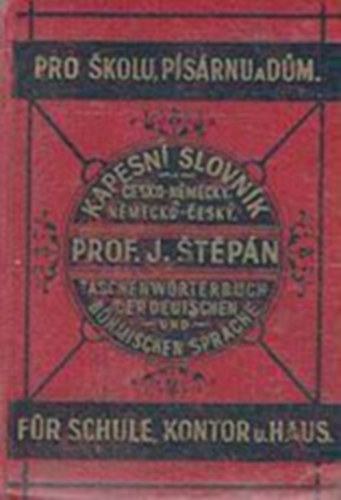 PRO ŠKOLU, PÍSÁRNU A DŮM.
KAPESNÍ SLOVNÍK
ČESKO-NĚMECKÝ
NĚMECKO-ČESKÝ.
PROF. J. ŠTĚPÁN
TASCHENWÖRTERBUCH
DER DEUTSCHEN
UND
BÖHMISCHEN SPRACHE
FÜR SCHULE, KONTOR u. HAUS.